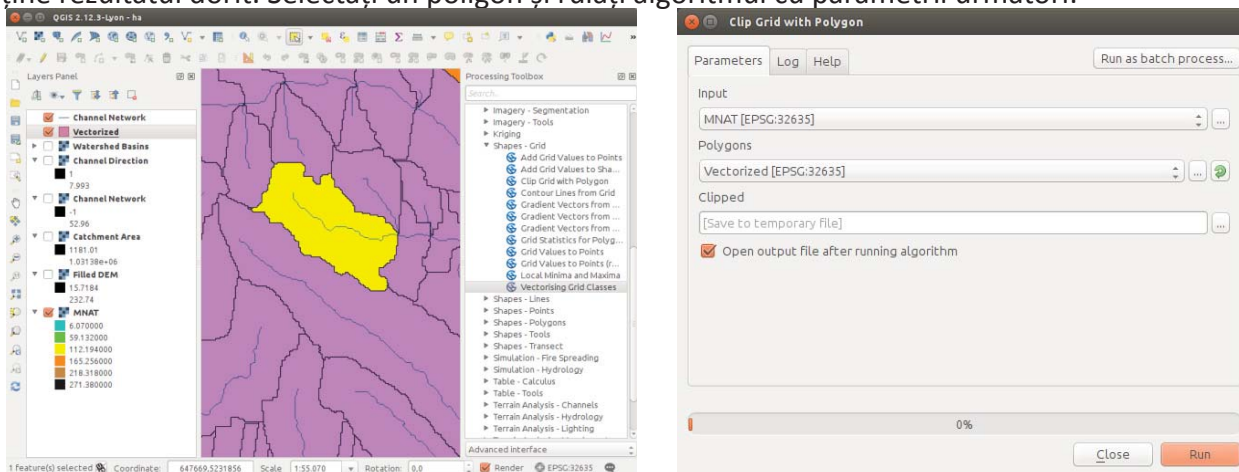 ține rezultatul dorit. Selectați un poligon și rulați algoritmul cu parametrii următori:
QGIS 2.12.3-Lyon - ha
Layers Panel
Channel Network
Vectorized
Watershed Basins
Channel Direction
1
7.993
Channel Network
-1
52.96
Catchment Area
1181.01
1.03138e+06
Filled DEM
15.7184
232.74
MNAT
6.070000
59.132000
112.194000
165.256000
218.318000
271.380000
Processing Toolbox
Search...
Imagery - Segmentation
Imagery - Tools
Kriging
Shapes - Grid
Add Grid Values to Points
Add Grid Values to Sha...
Clip Grid with Polygon
Contour Lines from Grid
Gradient Vectors from ...
Gradient Vectors from ...
Gradient Vectors from ...
Grid Statistics for Polyg...
Grid Values to Points
Grid Values to Points (r...
Local Minima and Maxima
Vectorising Grid Classes
Shapes - Lines
Shapes - Points
Shapes - Polygons
Shapes - Tools
Shapes - Transect
Simulation - Fire Spreading
Simulation - Hydrology
Table - Calculus
Table - Tools
Terrain Analysis - Channels
Terrain Analysis - Hydrology
Terrain Analysis - Lighting
Advanced interface
1 feature(s) selected Coordinate: 647669.5231856 Scale 1:55.070 Rotation: 0,0 Render EPSG:32635
Clip Grid with Polygon
Parameters Log Help Run as batch process...
Input
MNAT [EPSG:32635] ...
Polygons
Vectorized [EPSG:32635] ...
Clipped
[Save to temporary file] ...
Open output file after running algorithm
0%
Close Run